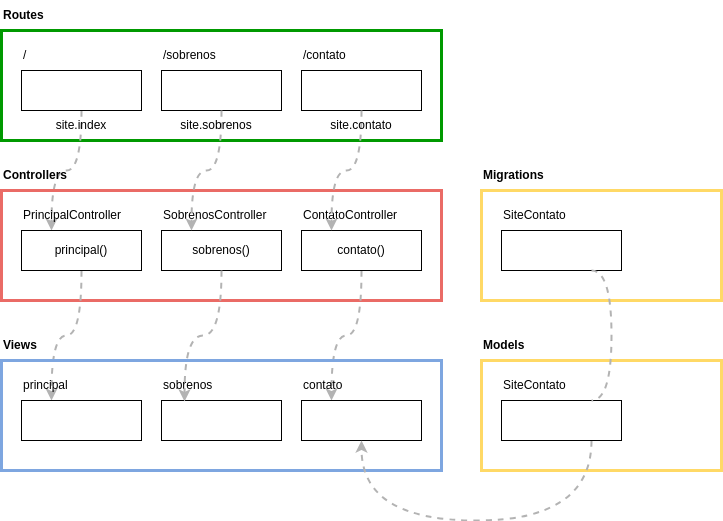 Routes
/
/sobrenos
/contato
site.index
site.sobrenos
site.contato
Controllers
PrincipalController
SobrenosController
ContatoController
principal()
sobrenos()
contato()
Migrations
SiteContato
Views
principal
sobrenos
contato
Models
SiteContato